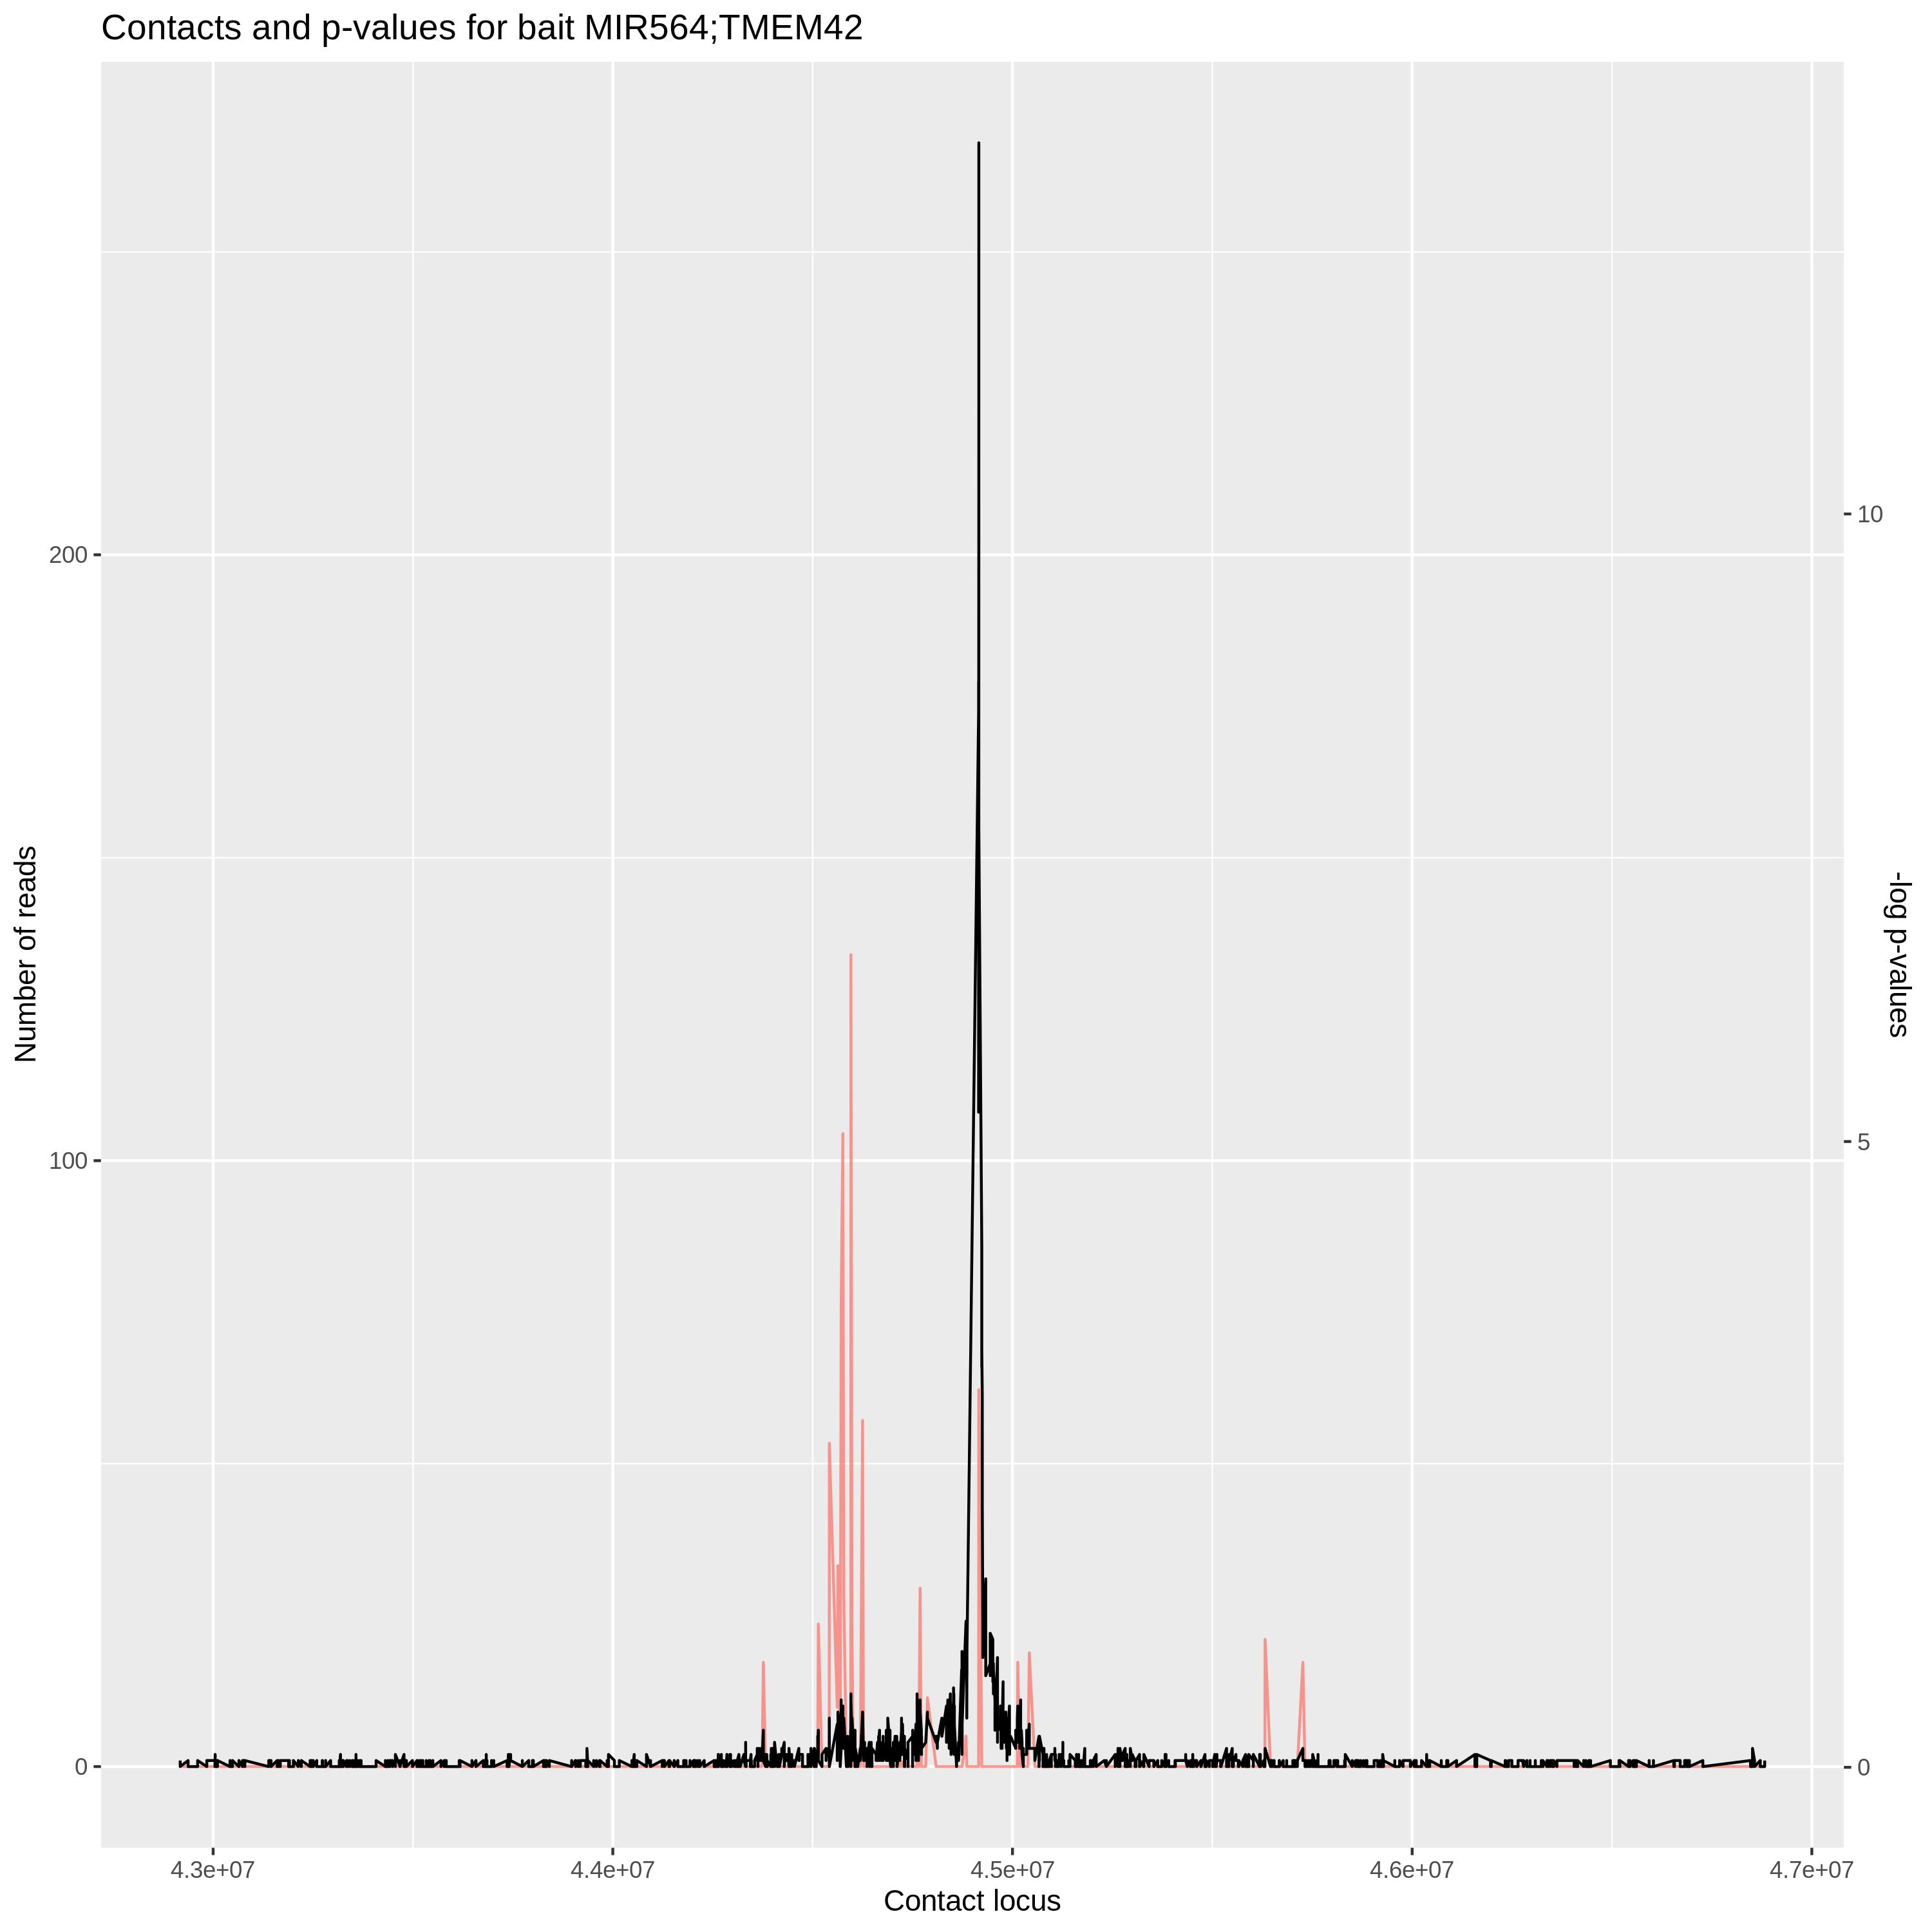 Contacts and p-values for bait MIR564;TMEM42
Number of reads
200
100
0
10
5
0
-log p-values
4.3e+07 4.4e+07 4.5e+07 4.6e+07 4.7e+07
Contact locus